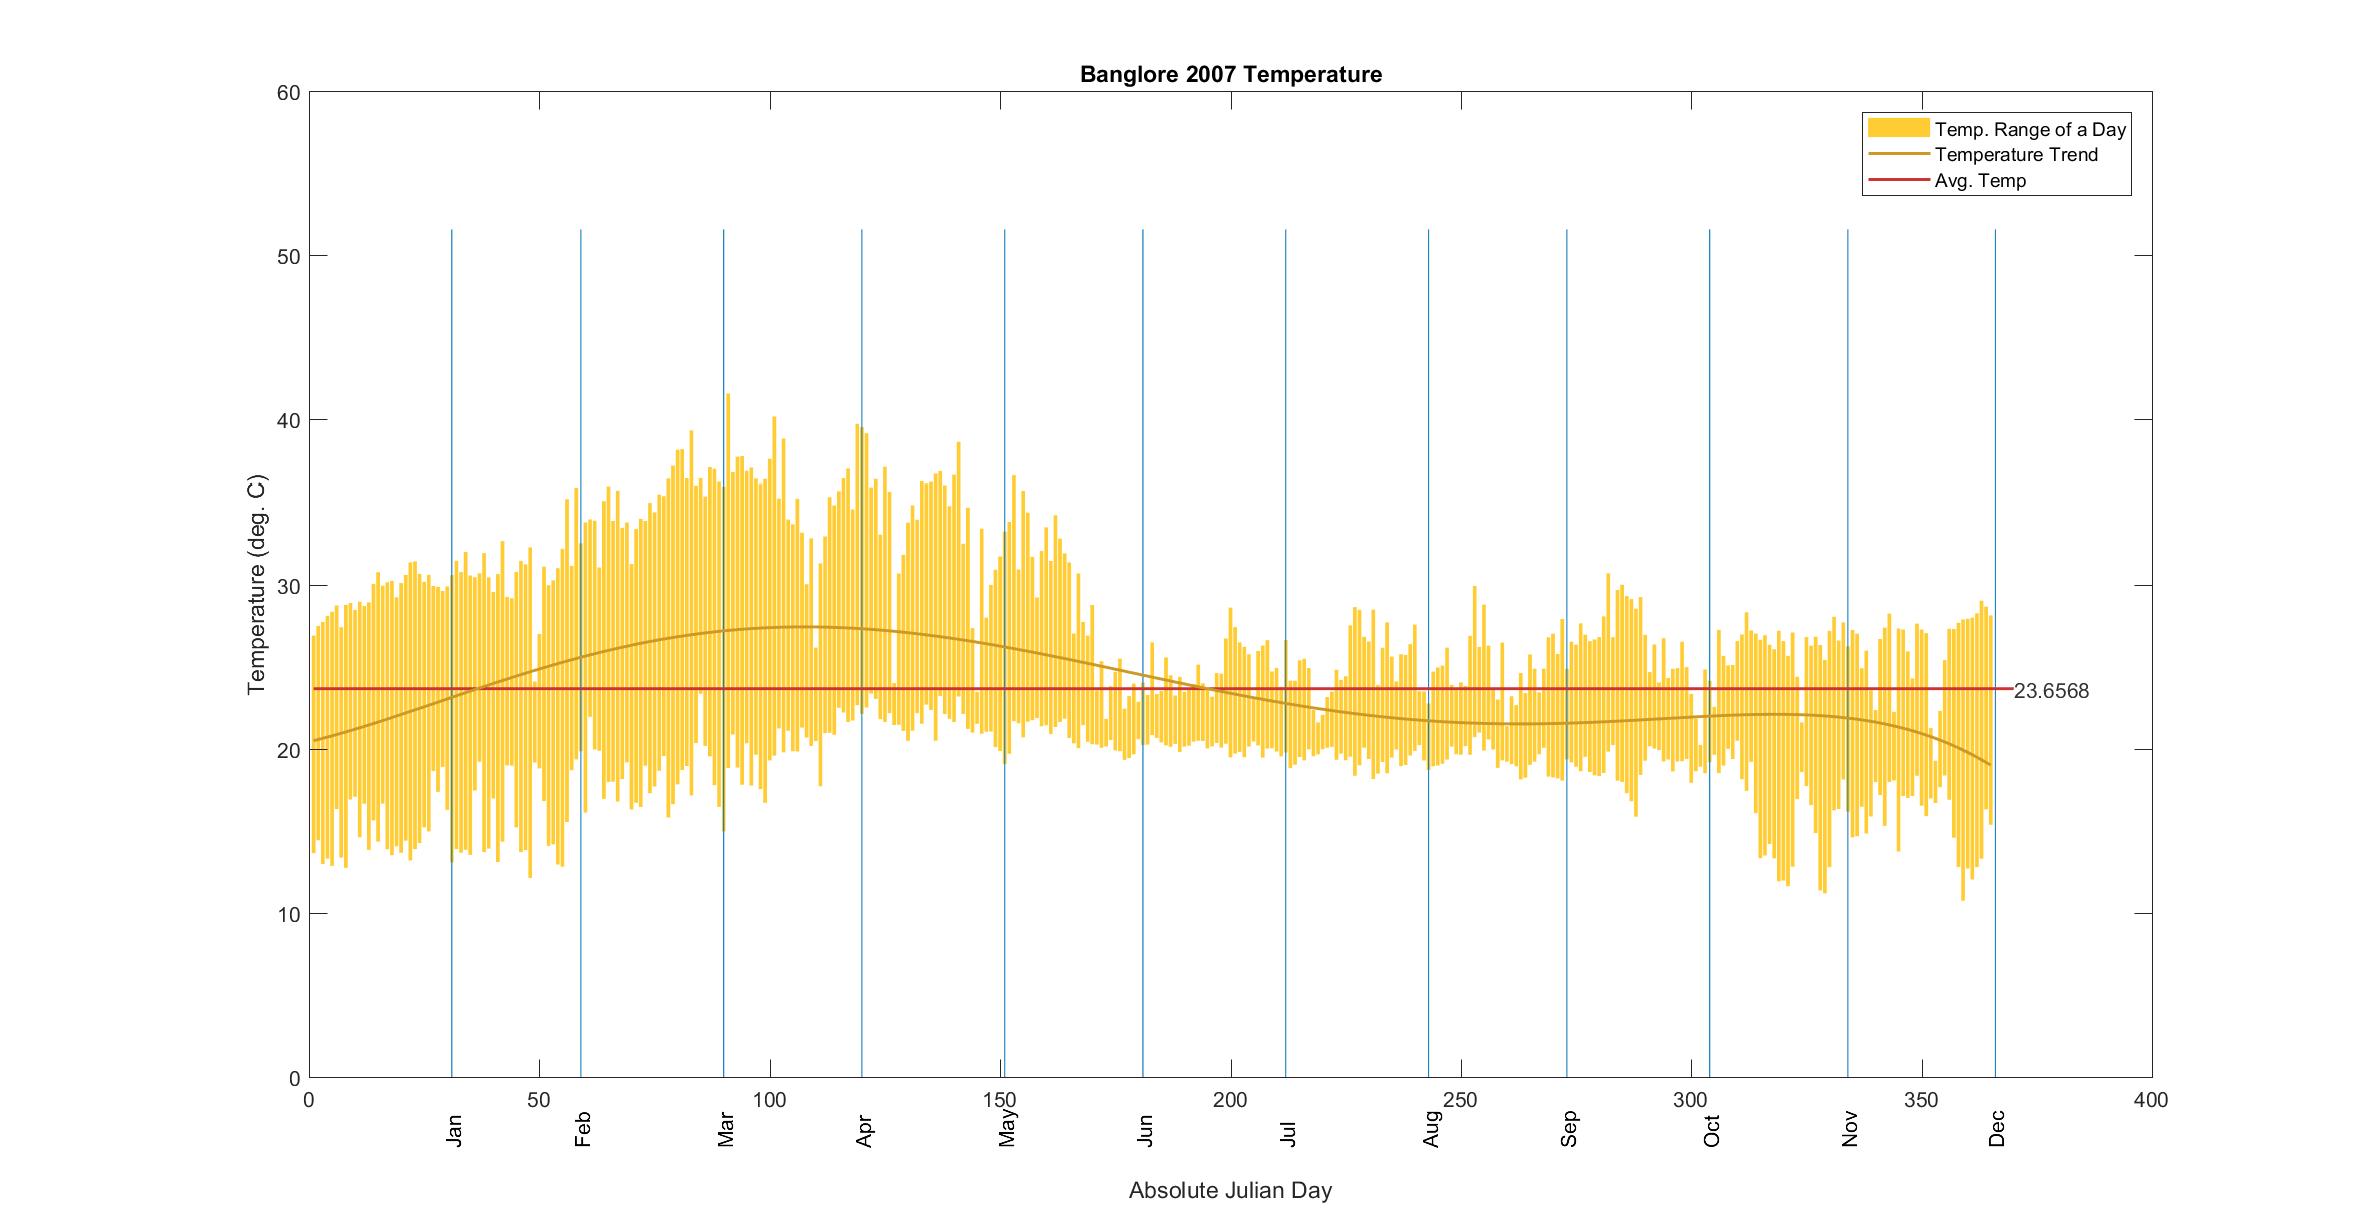 Banglore 2007 Temperature
60
Temp. Range of a Day
Temperature Trend
Avg. Temp
50
40
Temperature (deg. C)
30
23.6568
20
10
0
0 50 100 150 200 250 300 350 400
Jan Feb Mar Apr May Jun Jul Aug Sep Oct Nov Dec
Absolute Julian Day